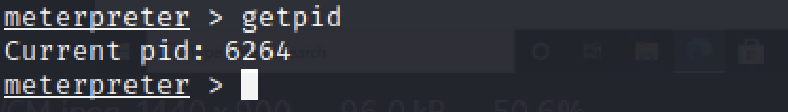 meterpreter > getpid
Current pid: 6264
meterpreter >